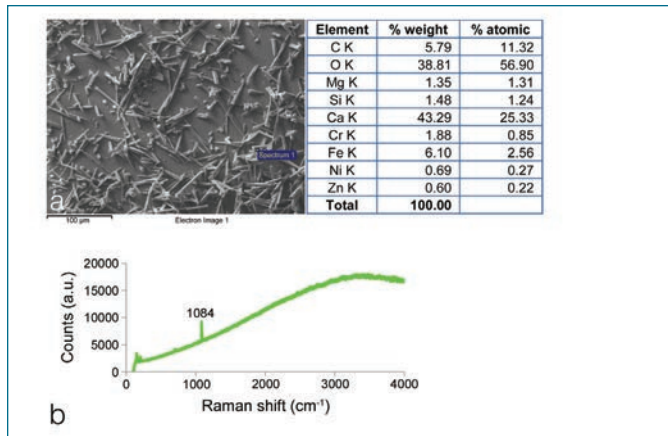 Element % weight % atomic
C K 5.79 11.32
O K 38.81 56.90
Mg K 1.35 1.31
Si K 1.48 1.24
Ca K 43.29 25.33
Cr K 1.88 0.85
Fe K 6.10 2.56
Ni K 0.69 0.27
Zn K 0.60 0.22
Total 100.00
Spectrum 1
a
100 µm Electron Image 1
20000
15000
10000
5000
0
Counts (a.u.)
1084
0 1000 2000 3000 4000
Raman shift (cm⁻¹)
b